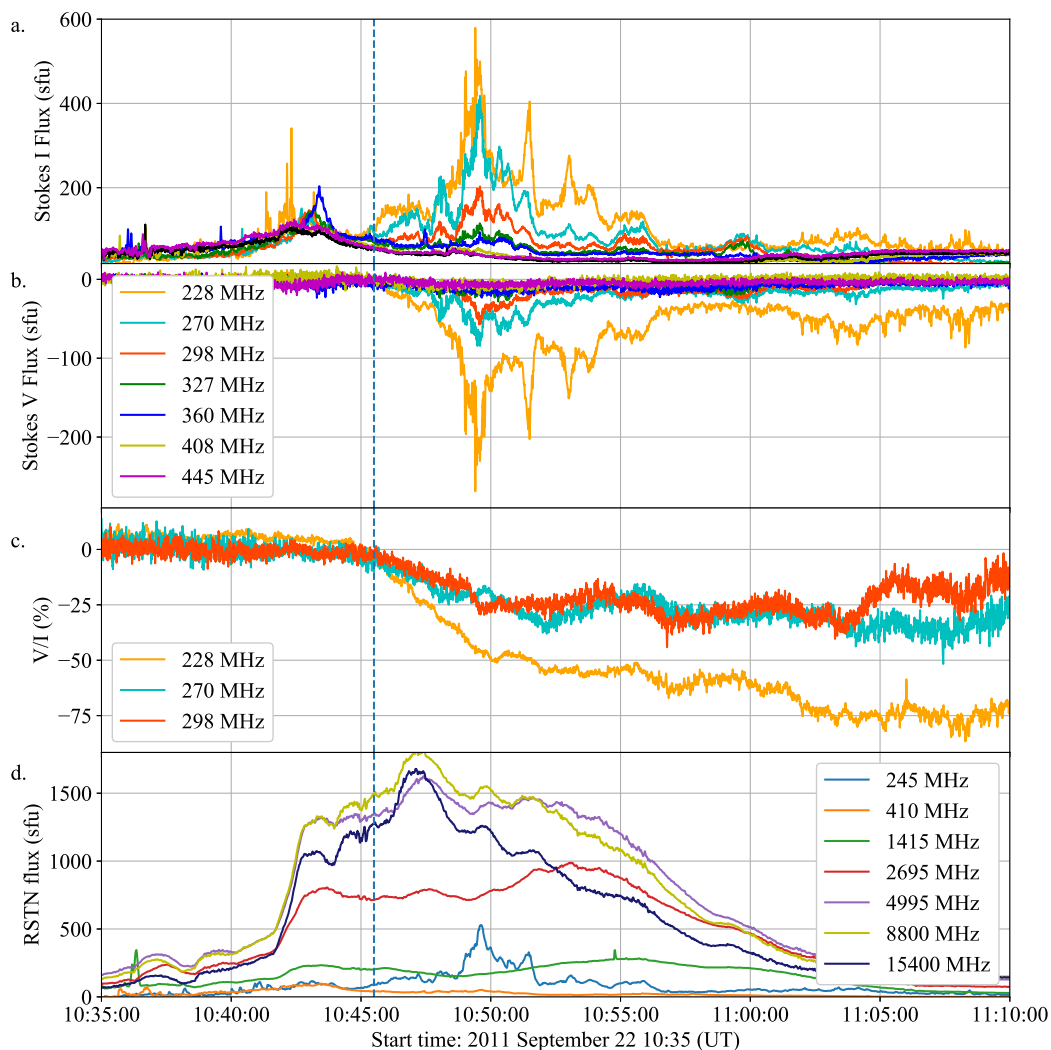 a.
600
400
200
Stokes I Flux (sfu)
b.
0
−100
−200
Stokes V Flux (sfu)
228 MHz
270 MHz
298 MHz
327 MHz
360 MHz
408 MHz
445 MHz
c.
0
−25
−50
−75
V/I (%)
228 MHz
270 MHz
298 MHz
d.
1500
1000
500
0
RSTN flux (sfu)
245 MHz
410 MHz
1415 MHz
2695 MHz
4995 MHz
8800 MHz
15400 MHz
10:35:00 10:40:00 10:45:00 10:50:00 10:55:00 11:00:00 11:05:00 11:10:00
Start time: 2011 September 22 10:35 (UT)